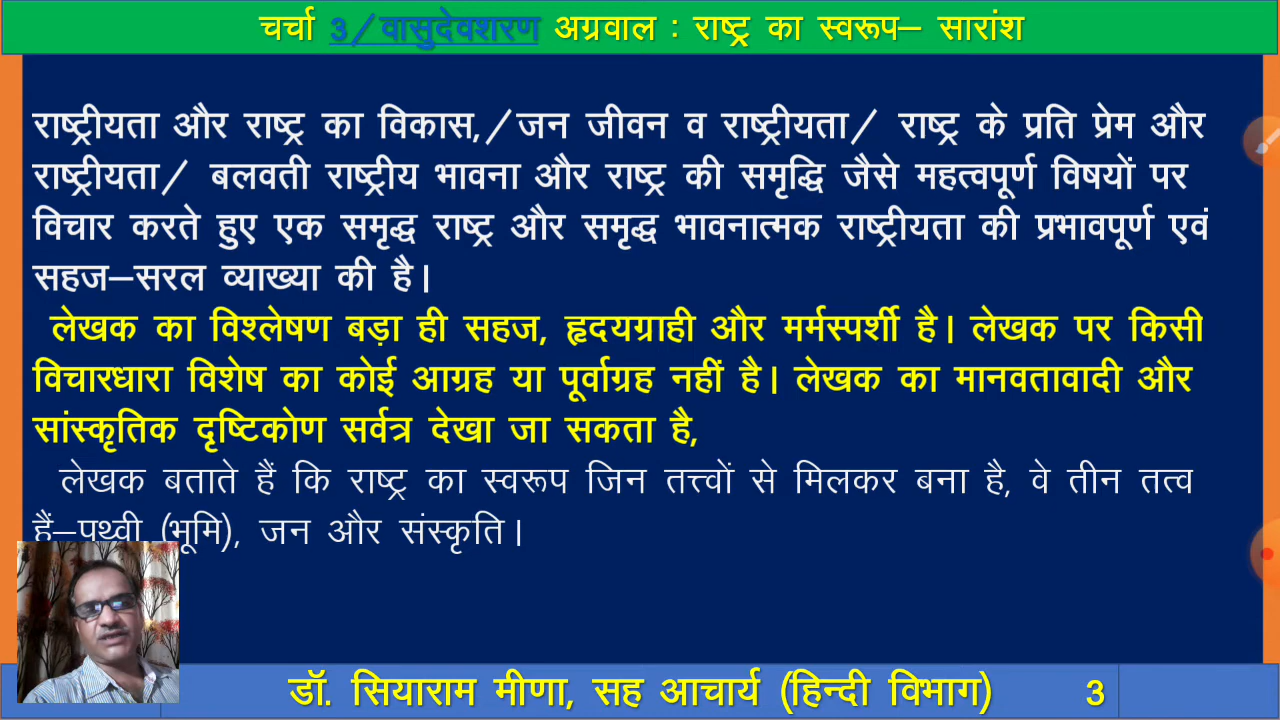 चर्चा 3/वासुदेवशरण अग्रवाल : राष्ट्र का स्वरूप– सारांश
राष्ट्रीयता और राष्ट्र का विकास,/जन जीवन व राष्ट्रीयता/ राष्ट्र के प्रति प्रेम और
राष्ट्रीयता/ बलवती राष्ट्रीय भावना और राष्ट्र की समृद्धि जैसे महत्वपूर्ण विषयों पर
विचार करते हुए एक समृद्ध राष्ट्र और समृद्ध भावनात्मक राष्ट्रीयता की प्रभावपूर्ण एवं
सहज–सरल व्याख्या की है।
लेखक का विश्लेषण बड़ा ही सहज, हृदयग्राही और मर्मस्पर्शी है। लेखक पर किसी
विचारधारा विशेष का कोई आग्रह या पूर्वाग्रह नहीं है। लेखक का मानवतावादी और
सांस्कृतिक दृष्टिकोण सर्वत्र देखा जा सकता है,
लेखक बताते हैं कि राष्ट्र का स्वरूप जिन तत्त्वों से मिलकर बना है, वे तीन तत्व
हैं–पृथ्वी (भूमि), जन और संस्कृति।
डॉ. सियाराम मीणा, सह आचार्य (हिन्दी विभाग) 3